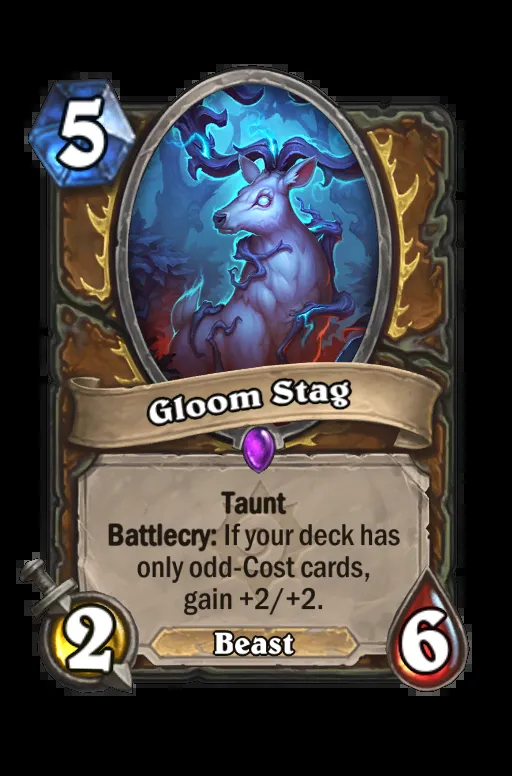 5
Gloom Stag
Taunt
Battlecry: If your deck has
only odd-Cost cards,
gain +2/+2.
2
Beast
6